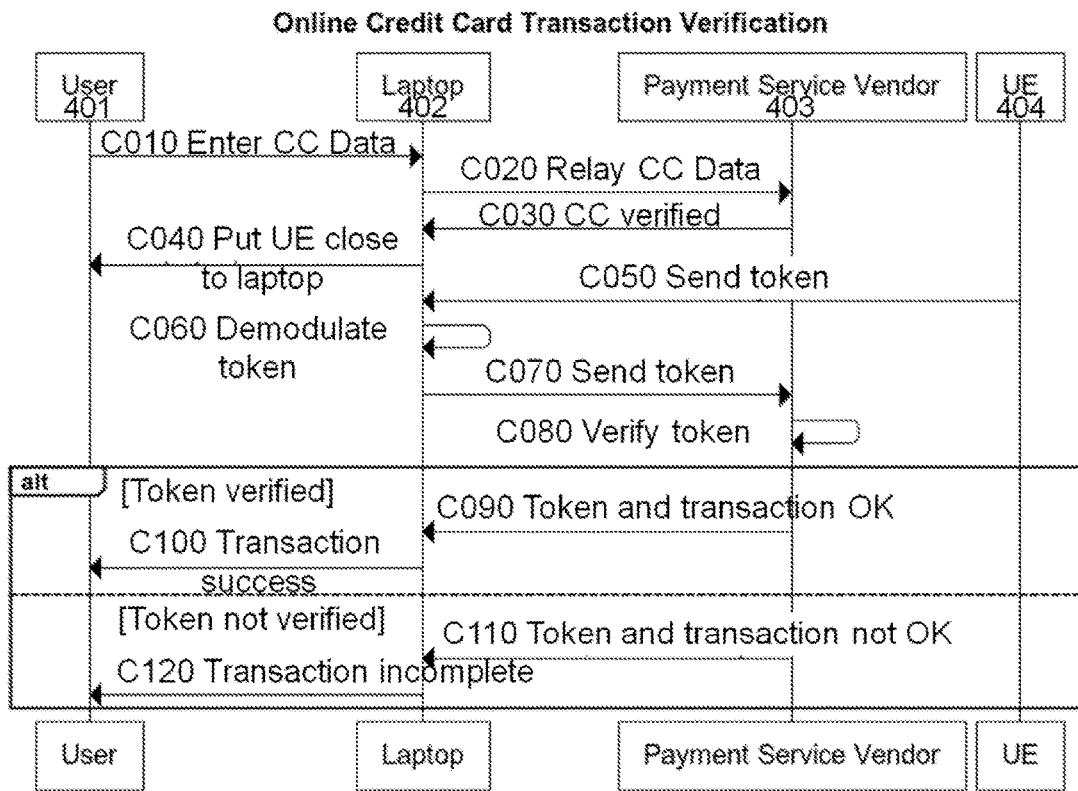 Online Credit Card Transaction Verification
User
401
Laptop
402
Payment Service Vendor
403
UE
404
C010 Enter CC Data
C020 Relay CC Data
C030 CC verified
C040 Put UE close
to laptop
C050 Send token
C060 Demodulate
token
C070 Send token
C080 Verify token
alt
[Token verified]
C090 Token and transaction OK
C100 Transaction
success
[Token not verified]
C110 Token and transaction not OK
C120 Transaction incomplete
User
Laptop
Payment Service Vendor
UE